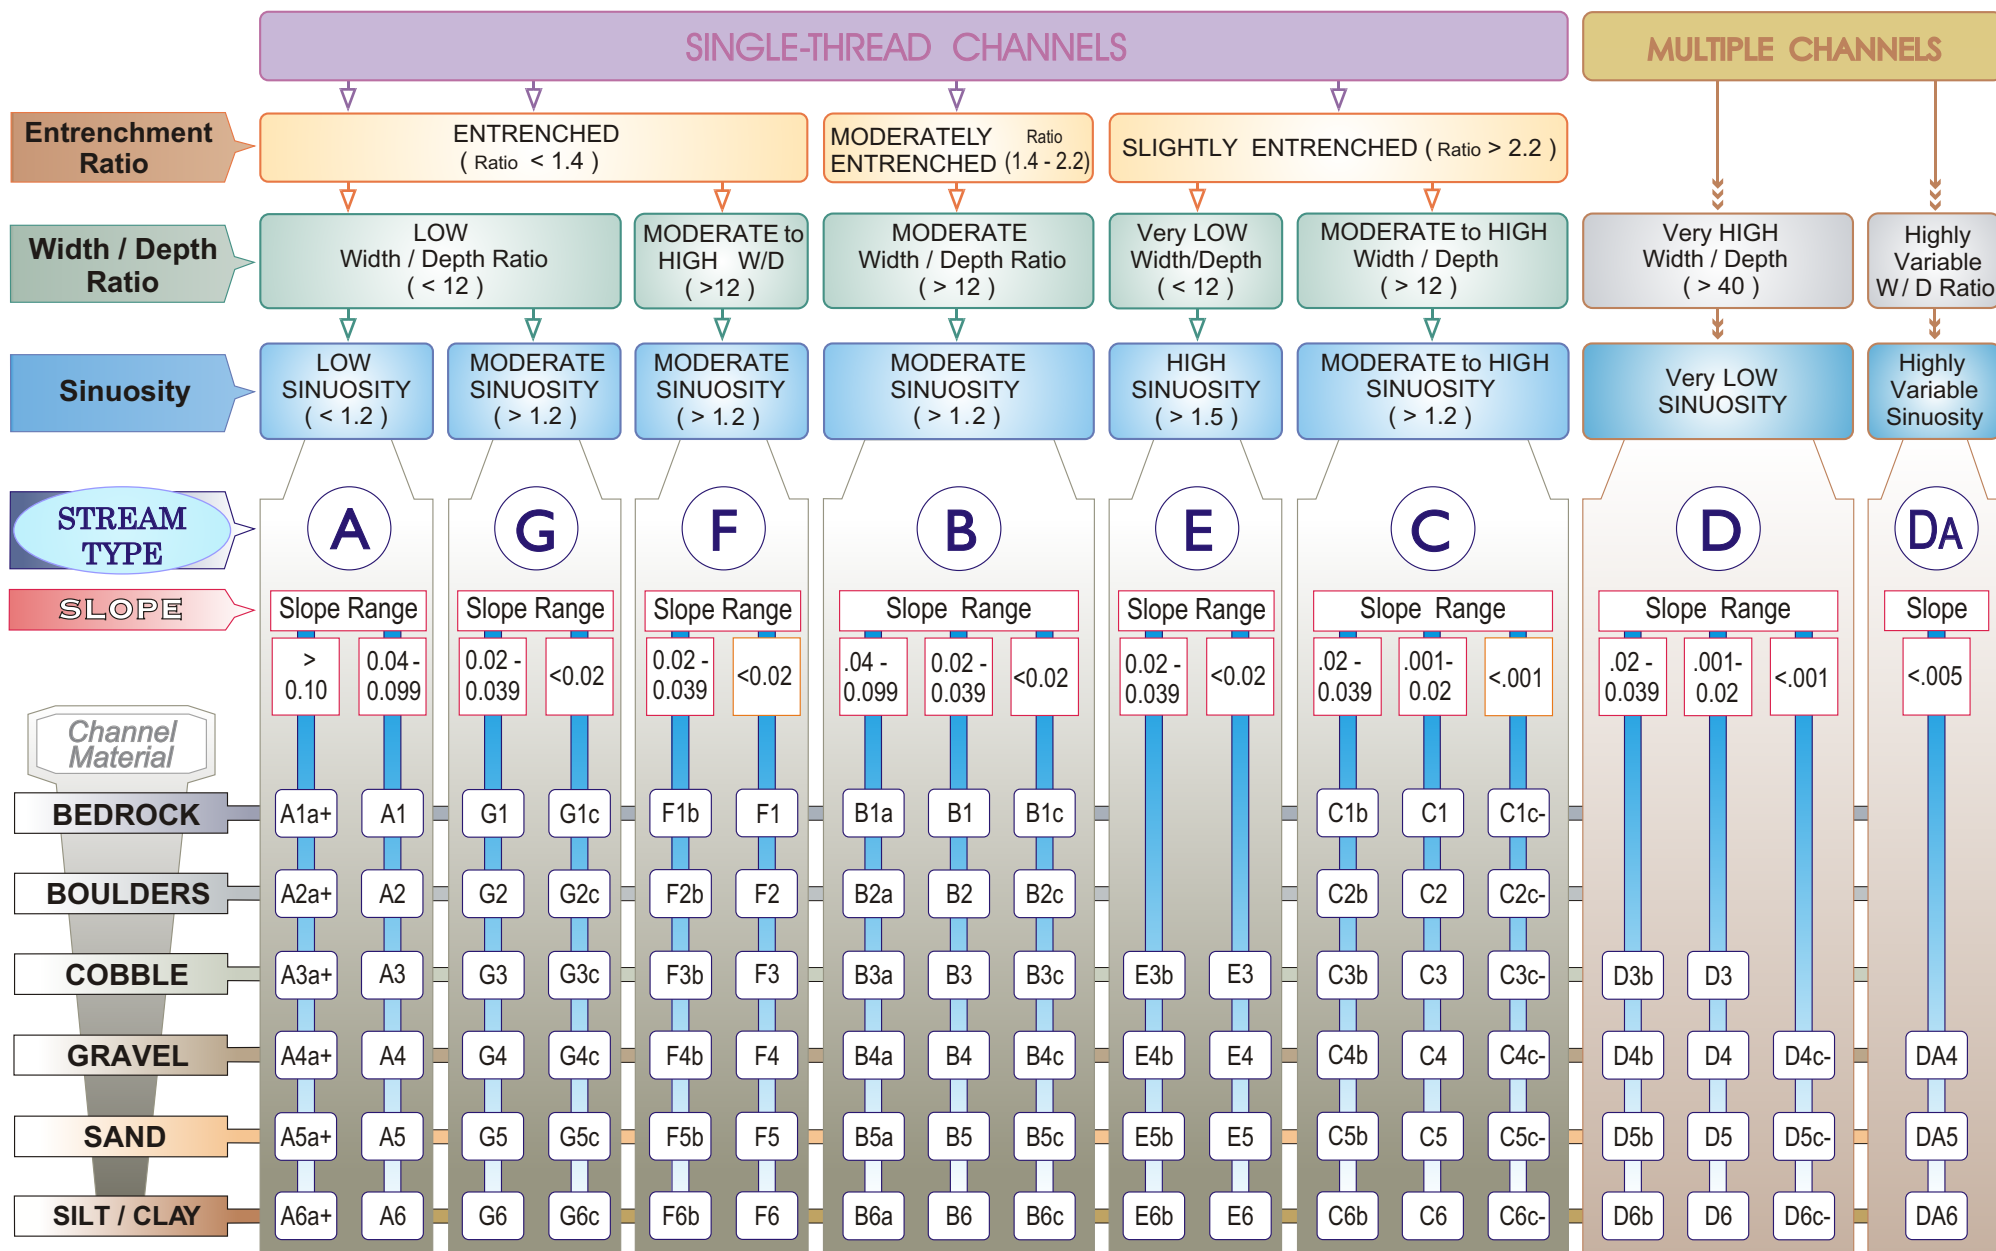 SINGLE-THREAD CHANNELS
MULTIPLE CHANNELS
Entrenchment
Ratio
ENTRENCHED
( Ratio < 1.4 )
MODERATELY Ratio
ENTRENCHED (1.4 - 2.2)
SLIGHTLY ENTRENCHED ( Ratio > 2.2 )
Width / Depth
Ratio
LOW
Width / Depth Ratio
( < 12 )
MODERATE to
HIGH W/D
( >12 )
MODERATE
Width / Depth Ratio
( > 12 )
Very LOW
Width/Depth
( < 12 )
MODERATE to HIGH
Width / Depth
( > 12 )
Very HIGH
Width / Depth
( > 40 )
Highly
Variable
W / D Ratio
Sinuosity
LOW
SINUOSITY
( < 1.2 )
MODERATE
SINUOSITY
( > 1.2 )
MODERATE
SINUOSITY
( > 1.2 )
MODERATE
SINUOSITY
( > 1.2 )
HIGH
SINUOSITY
( > 1.5 )
MODERATE to HIGH
SINUOSITY
( > 1.2 )
Very LOW
SINUOSITY
Highly
Variable
Sinuosity
STREAM
TYPE
A G F B E C D DA
SLOPE
Slope Range Slope Range Slope Range Slope Range Slope Range Slope Range Slope Range Slope
>
0.10
0.04 -
0.099
0.02 -
0.039
<0.02
0.02 -
0.039
<0.02
.04 -
0.099
0.02 -
0.039
<0.02
0.02 -
0.039
<0.02
.02 -
0.039
.001-
0.02
<.001
.02 -
0.039
.001-
0.02
<.001
<.005
Channel
Material
BEDROCK A1a+ A1 G1 G1c F1b F1 B1a B1 B1c C1b C1 C1c-
BOULDERS A2a+ A2 G2 G2c F2b F2 B2a B2 B2c C2b C2 C2c-
COBBLE A3a+ A3 G3 G3c F3b F3 B3a B3 B3c E3b E3 C3b C3 C3c- D3b D3
GRAVEL A4a+ A4 G4 G4c F4b F4 B4a B4 B4c E4b E4 C4b C4 C4c- D4b D4 D4c- DA4
SAND A5a+ A5 G5 G5c F5b F5 B5a B5 B5c E5b E5 C5b C5 C5c- D5b D5 D5c- DA5
SILT / CLAY A6a+ A6 G6 G6c F6b F6 B6a B6 B6c E6b E6 C6b C6 C6c- D6b D6 D6c- DA6